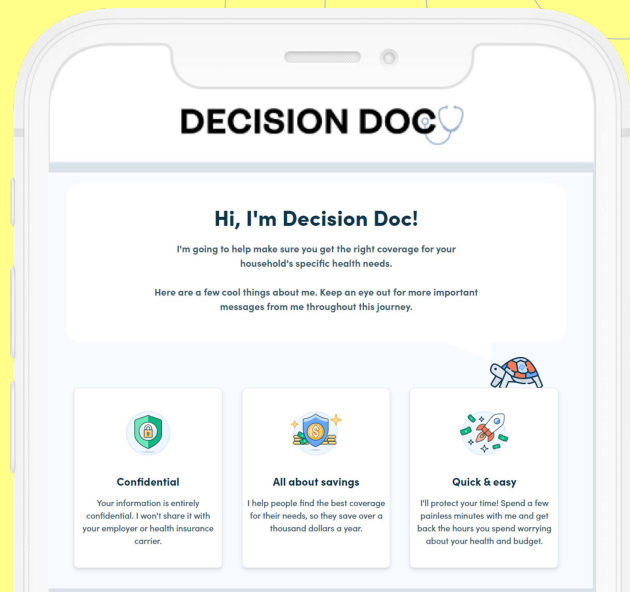 DECISION DOC
Hi, I'm Decision Doc!
I'm going to help make sure you get the right coverage for your
household's specific health needs.
Here are a few cool things about me. Keep an eye out for more important
messages from me throughout this journey.
Confidential
Your information is entirely
confidential. I won't share it with
your employer or health insurance
carrier.
All about savings
I help people find the best coverage
for their needs, so they save over a
thousand dollars a year.
Quick & easy
I'll protect your time! Spend a few
painless minutes with me and get
back the hours you spend worrying
about your health and budget.